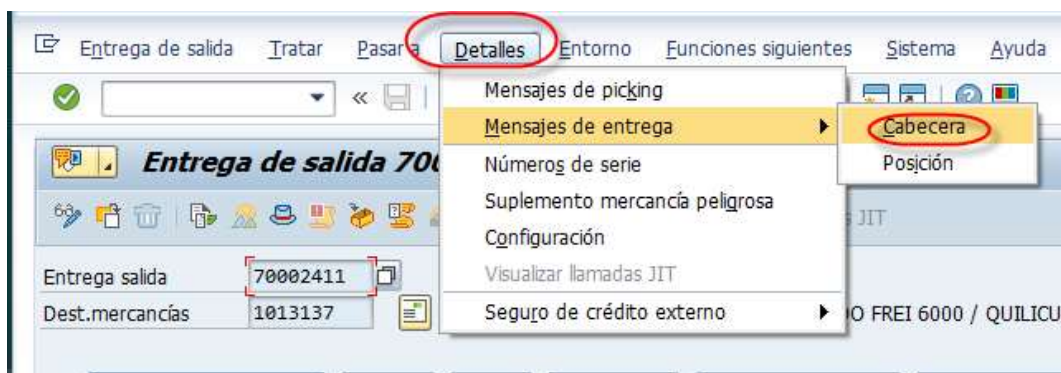 Entrega de salida Tratar Pasar a Detalles Entorno Funciones siguientes Sistema Ayuda
Mensajes de picking
Mensajes de entrega
Cabecera
Entrega de salida 700
Números de serie
Posición
Suplemento mercancía peligrosa
JIT
Configuración
Entrega salida 70002411
Visualizar llamadas JIT
Dest.mercancías 1013137
Seguro de crédito externo
O FREI 6000 / QUILICU